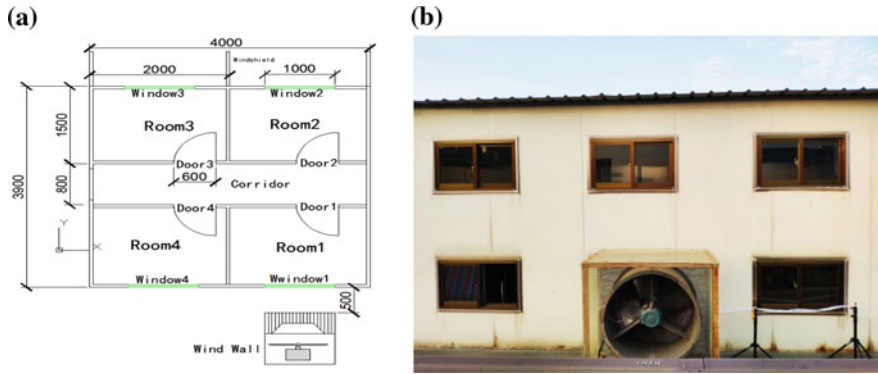 (a)
(b)
4000
2000
Windshield
1000
Window3
Window2
1500
Room3
Room2
Door3
Door2
3900
800
600
Corridor
Door4
Door1
Y
X
Room4
Room1
Window4
Wwindow1
500
Wind Wall